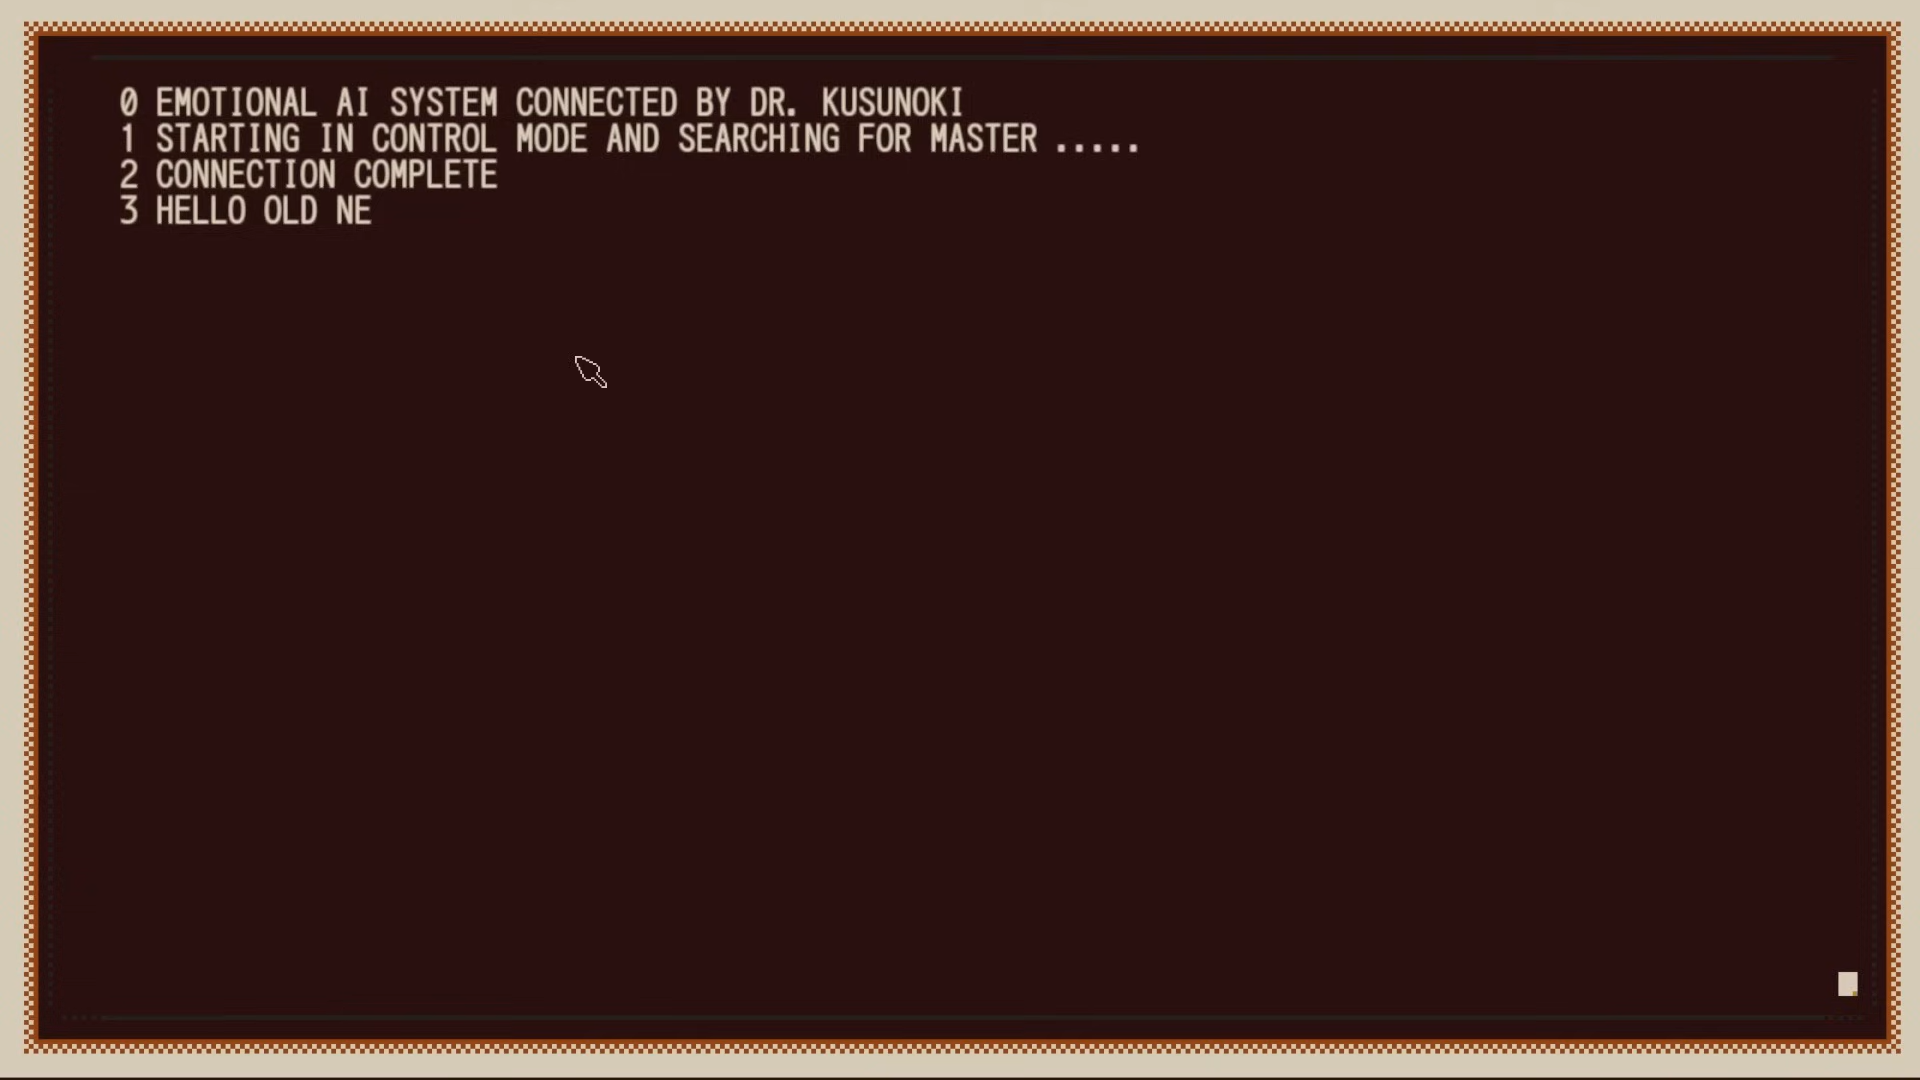 0 EMOTIONAL AI SYSTEM CONNECTED BY DR. KUSUNOKI
1 STARTING IN CONTROL MODE AND SEARCHING FOR MASTER .....
2 CONNECTION COMPLETE
3 HELLO OLD NE